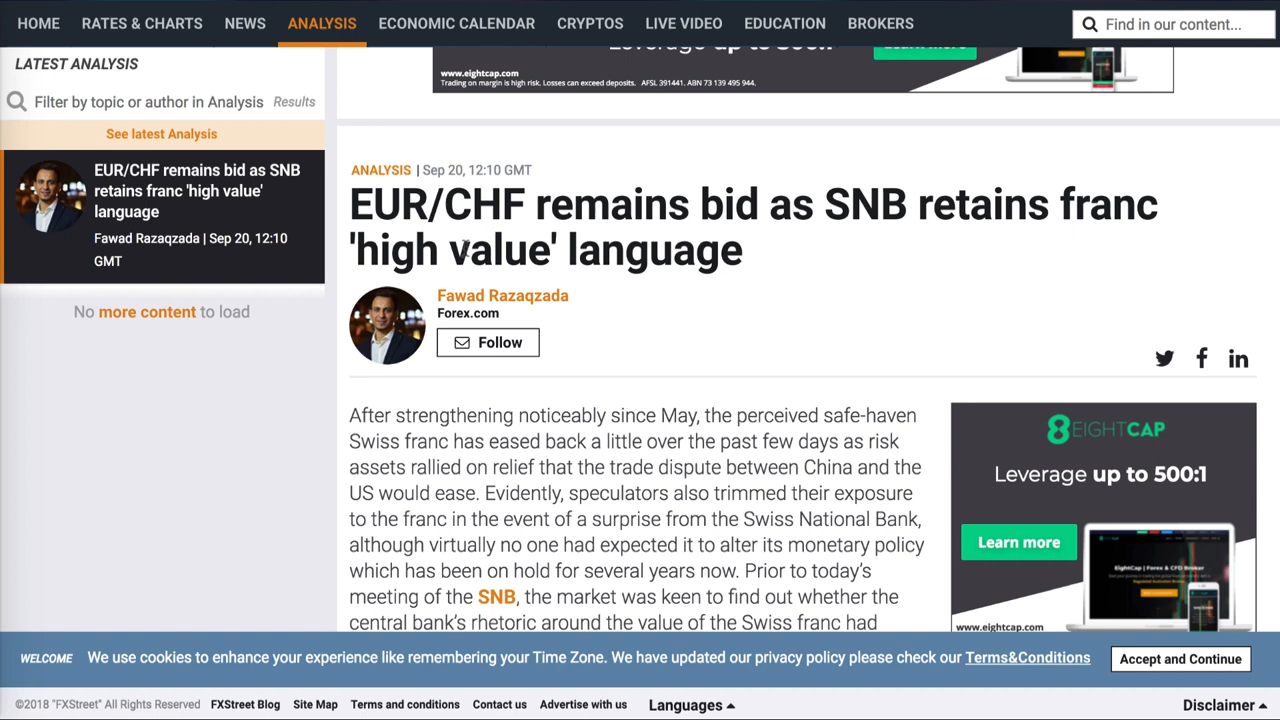 HOME RATES & CHARTS NEWS ANALYSIS ECONOMIC CALENDAR CRYPTOS LIVE VIDEO EDUCATION BROKERS Find in our content...
LATEST ANALYSIS
Filter by topic or author in Analysis Results
See latest Analysis
EUR/CHF remains bid as SNB
retains franc 'high value'
language
Fawad Razaqzada | Sep 20, 12:10
GMT
No more content to load
Leverage up to 500:1
Learn more
www.eightcap.com
Trading on margin is high risk. Losses can exceed deposits. AFSL 391441. ABN 73 139 495 944.
ANALYSIS | Sep 20, 12:10 GMT
EUR/CHF remains bid as SNB retains franc
'high value' language
Fawad Razaqzada
Forex.com
Follow
After strengthening noticeably since May, the perceived safe-haven
Swiss franc has eased back a little over the past few days as risk
assets rallied on relief that the trade dispute between China and the
US would ease. Evidently, speculators also trimmed their exposure
to the franc in the event of a surprise from the Swiss National Bank,
although virtually no one had expected it to alter its monetary policy
which has been on hold for several years now. Prior to today's
meeting of the SNB, the market was keen to find out whether the
central bank's rhetoric around the value of the Swiss franc had
8EIGHTCAP
Leverage up to 500:1
Learn more
EightCap | Forex & CFD Broker
www.eightcap.com
WELCOME We use cookies to enhance your experience like remembering your Time Zone. We have updated our privacy policy please check our Terms&Conditions Accept and Continue
©2018 "FXStreet" All Rights Reserved FXStreet Blog Site Map Terms and conditions Contact us Advertise with us Languages Disclaimer